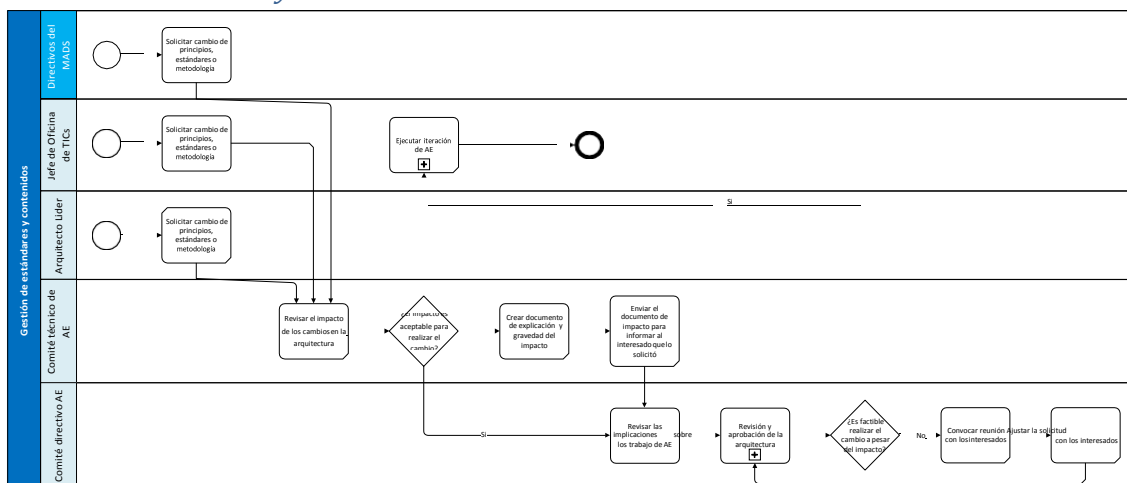 Gestión de estándares y contenidos
Directivos del
MADS
Solicitar cambio de
principios,
estándares o
metodología
Jefe de Oficina
de TICs
Solicitar cambio de
principios,
estándares o
metodología
Ejecutar iteración
de AE
Arquitecto Lider
Solicitar cambio de
principios,
estándares o
metodología
Si
Comité técnico de
AE
Revisar el impacto
de los cambios en la
arquitectura
¿El impacto es
aceptable para
realizar el
cambio?
Crear documento
de explicación y
gravedad del
impacto
Enviar el
documento de
impacto para
informar al
interesado que lo
solicitó
Comité directivo AE
Si
Revisar las
implicaciones sobre
los trabajo de AE
Revisión y
aprobación de la
arquitectura
¿Es factible
realizar el
cambio a pesar
del impacto?
No
Convocar reunión
con los interesados
Ajustar la solicitud
con los interesados